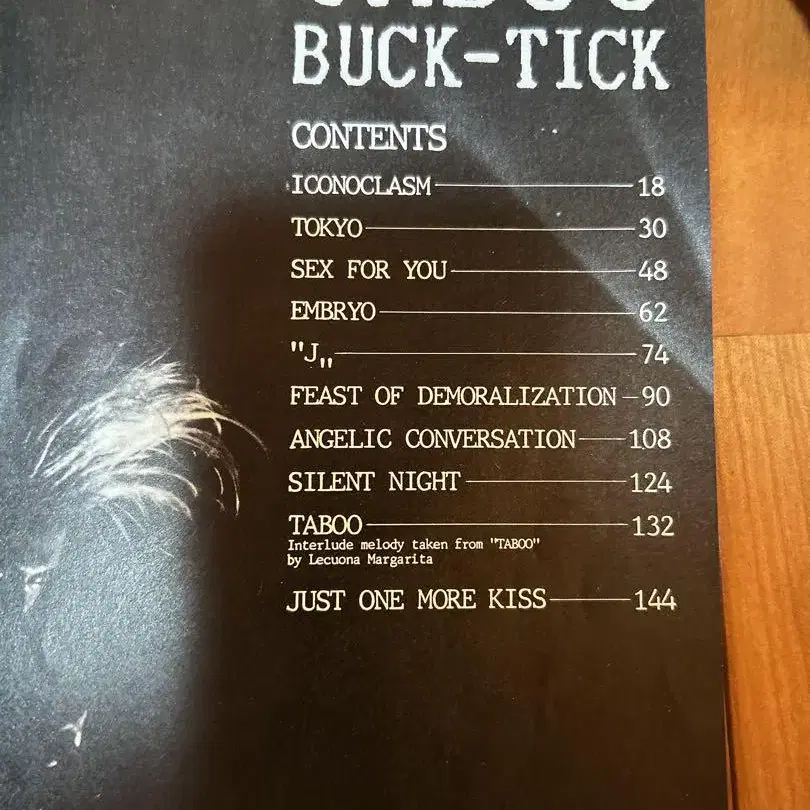 BUCK-TICK
CONTENTS
ICONOCLASM 18
TOKYO 30
SEX FOR YOU 48
EMBRYO 62
"J„ 74
FEAST OF DEMORALIZATION 90
ANGELIC CONVERSATION 108
SILENT NIGHT 124
TABOO 132
Interlude melody taken from "TABOO"
by Lecuona Margarita
JUST ONE MORE KISS 144